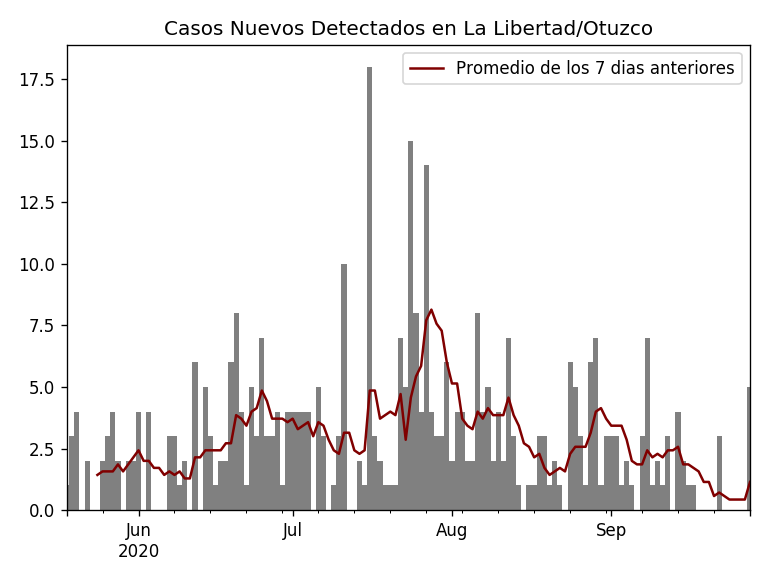 Casos Nuevos Detectados en La Libertad/Otuzco
Promedio de los 7 dias anteriores
17.5
15.0
12.5
10.0
7.5
5.0
2.5
0.0
Jun
2020
Jul
Aug
Sep